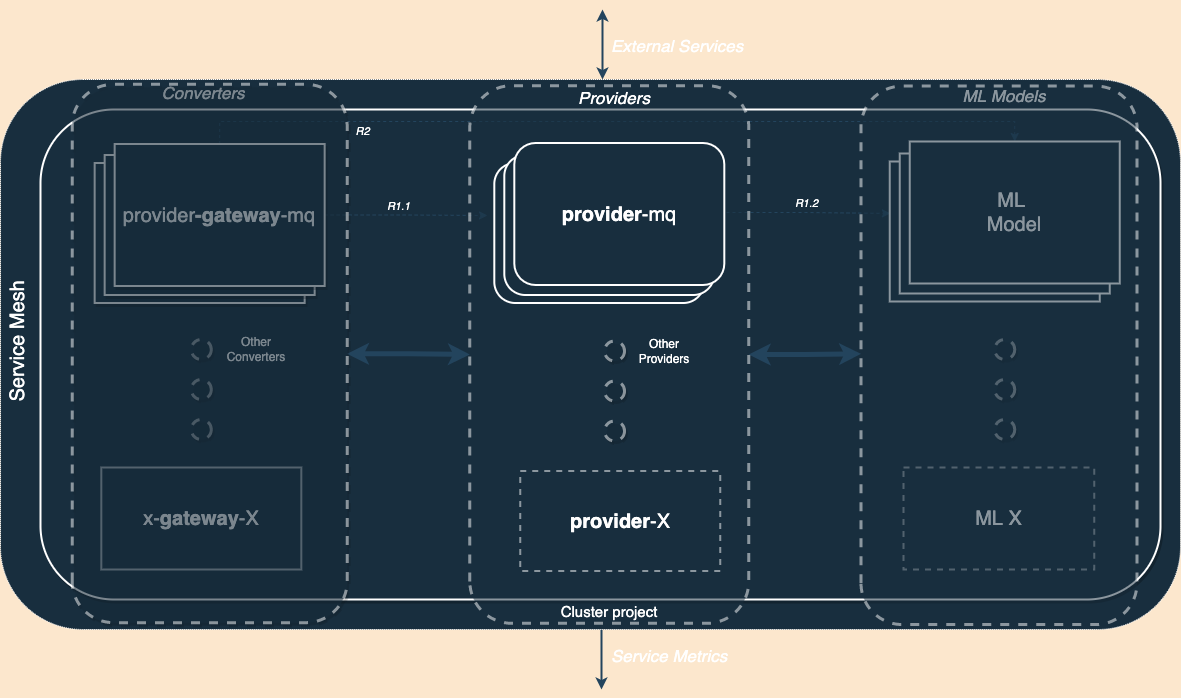 External Services
Converters
Providers
ML Models
R2
provider-gateway-mq
R1.1
provider-mq
R1.2
ML
Model
Service Mesh
Other
Converters
Other
Providers
x-gateway-X
provider-X
ML X
Cluster project
Service Metrics